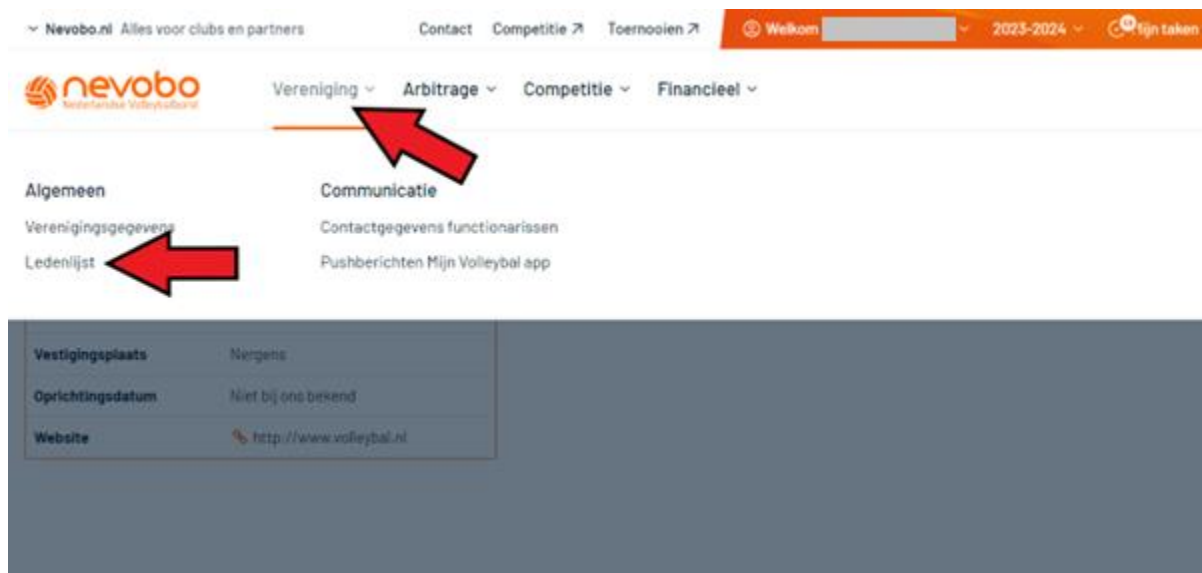 Nevobo.nl Alles voor clubs en partners Contact Competitie Toernooien Welkom 2023-2024 Mijn taken
nevobo Vereniging Arbitrage Competitie Financieel
Nederlandse Volleybalbond
Algemeen Communicatie
Verenigingsgegevens Contactgegevens functionarissen
Ledenlijst Pushberichten Mijn Volleybal app
Vestigingsplaats Nergens
Oprichtingsdatum Niet bij ons bekend
Website http://www.volleybal.nl